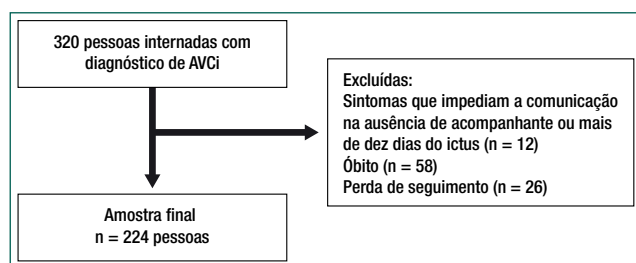 320 pessoas internadas com
diagnóstico de AVCi
Excluídas:
Sintomas que impediam a comunicação
na ausência de acompanhante ou mais
de dez dias do ictus (n = 12)
Óbito (n = 58)
Perda de seguimento (n = 26)
Amostra final
n = 224 pessoas